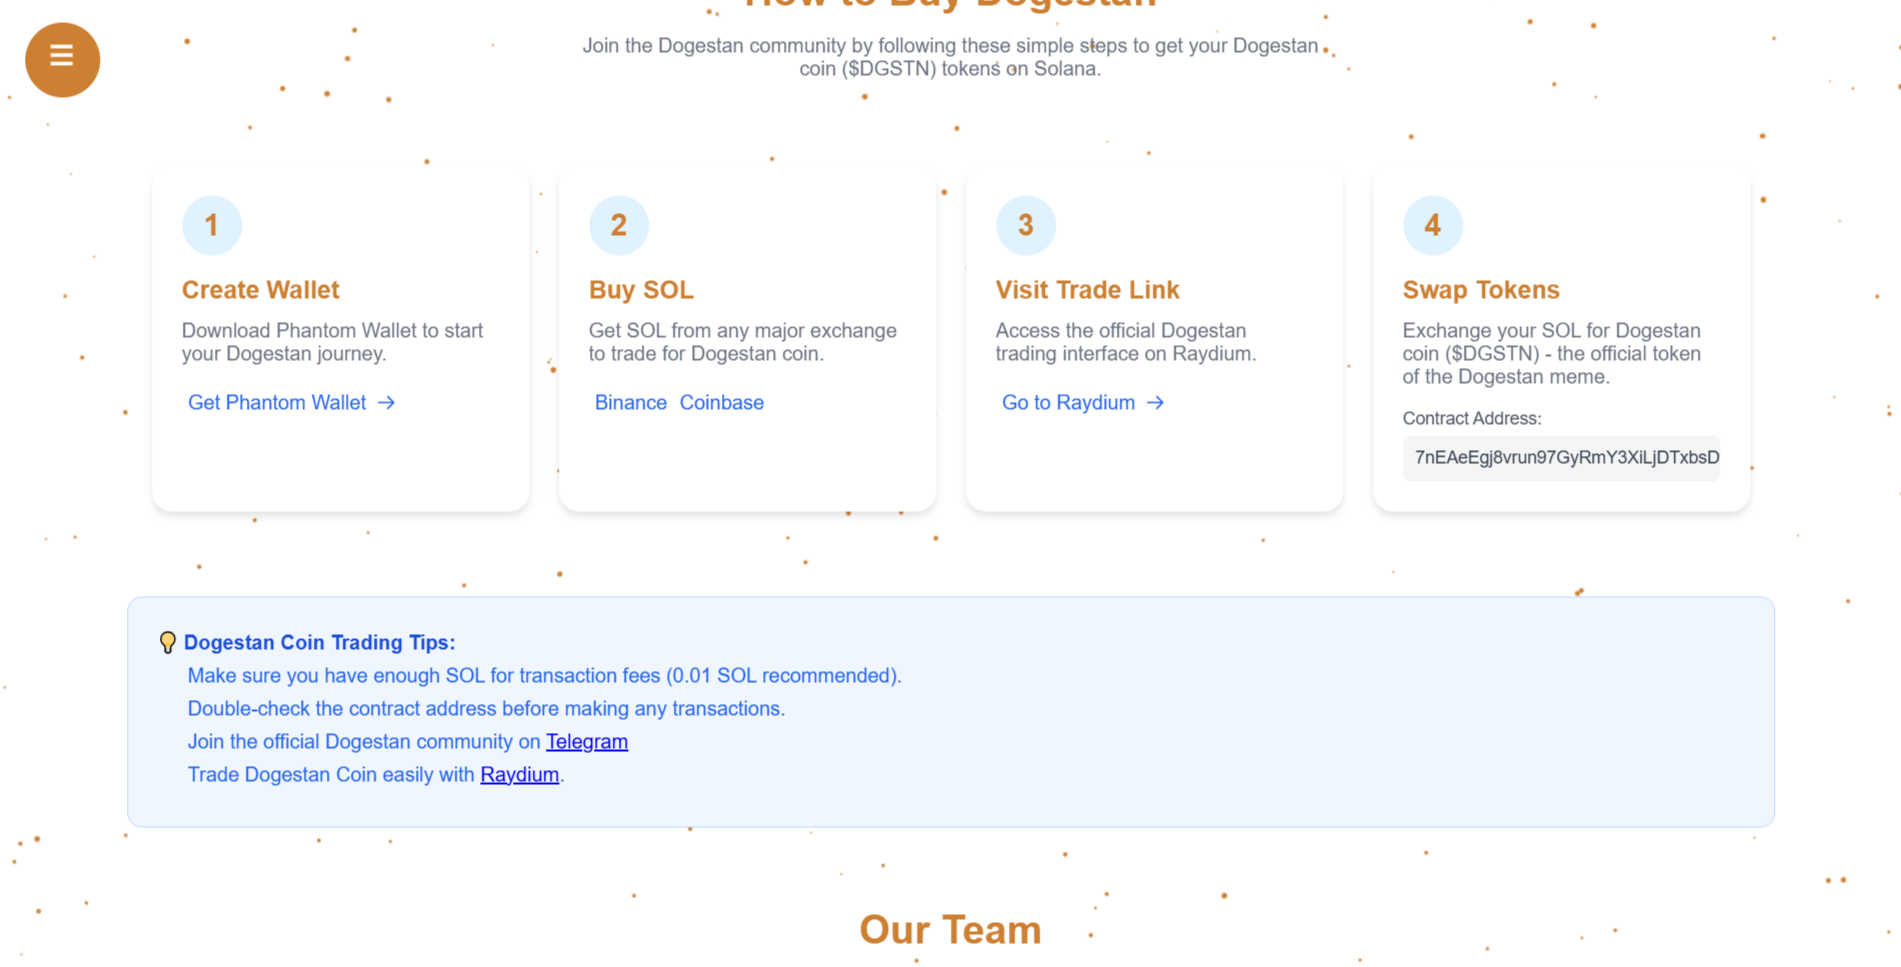 How to Buy Dogestan
Join the Dogestan community by following these simple steps to get your Dogestan
coin ($DGSTN) tokens on Solana.
1
Create Wallet
Download Phantom Wallet to start
your Dogestan journey.
Get Phantom Wallet →
2
Buy SOL
Get SOL from any major exchange
to trade for Dogestan coin.
Binance Coinbase
3
Visit Trade Link
Access the official Dogestan
trading interface on Raydium.
Go to Raydium →
4
Swap Tokens
Exchange your SOL for Dogestan
coin ($DGSTN) - the official token
of the Dogestan meme.
Contract Address:
7nEAeEgj8vrun97GyRmY3XiLjDTxbsD
Dogestan Coin Trading Tips:
Make sure you have enough SOL for transaction fees (0.01 SOL recommended).
Double-check the contract address before making any transactions.
Join the official Dogestan community on Telegram
Trade Dogestan Coin easily with Raydium.
Our Team